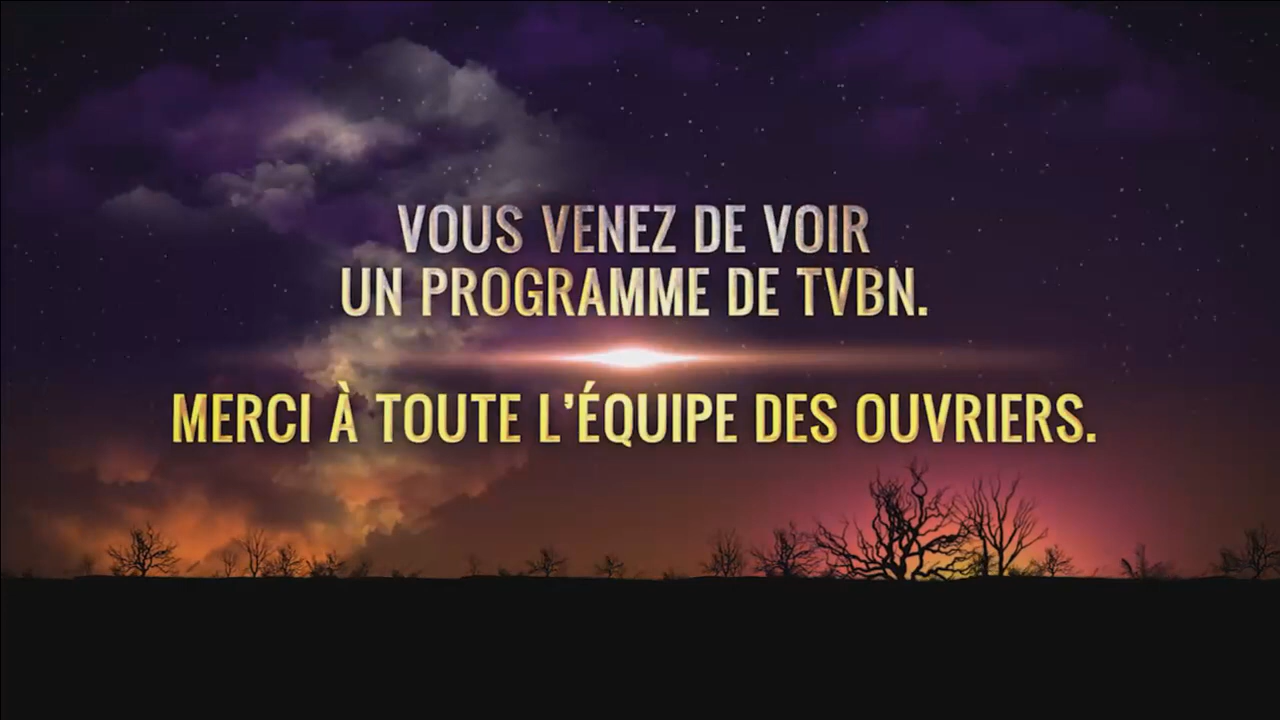 VOUS VENEZ DE VOIR
UN PROGRAMME DE TVBN.
MERCI À TOUTE L'ÉQUIPE DES OUVRIERS.